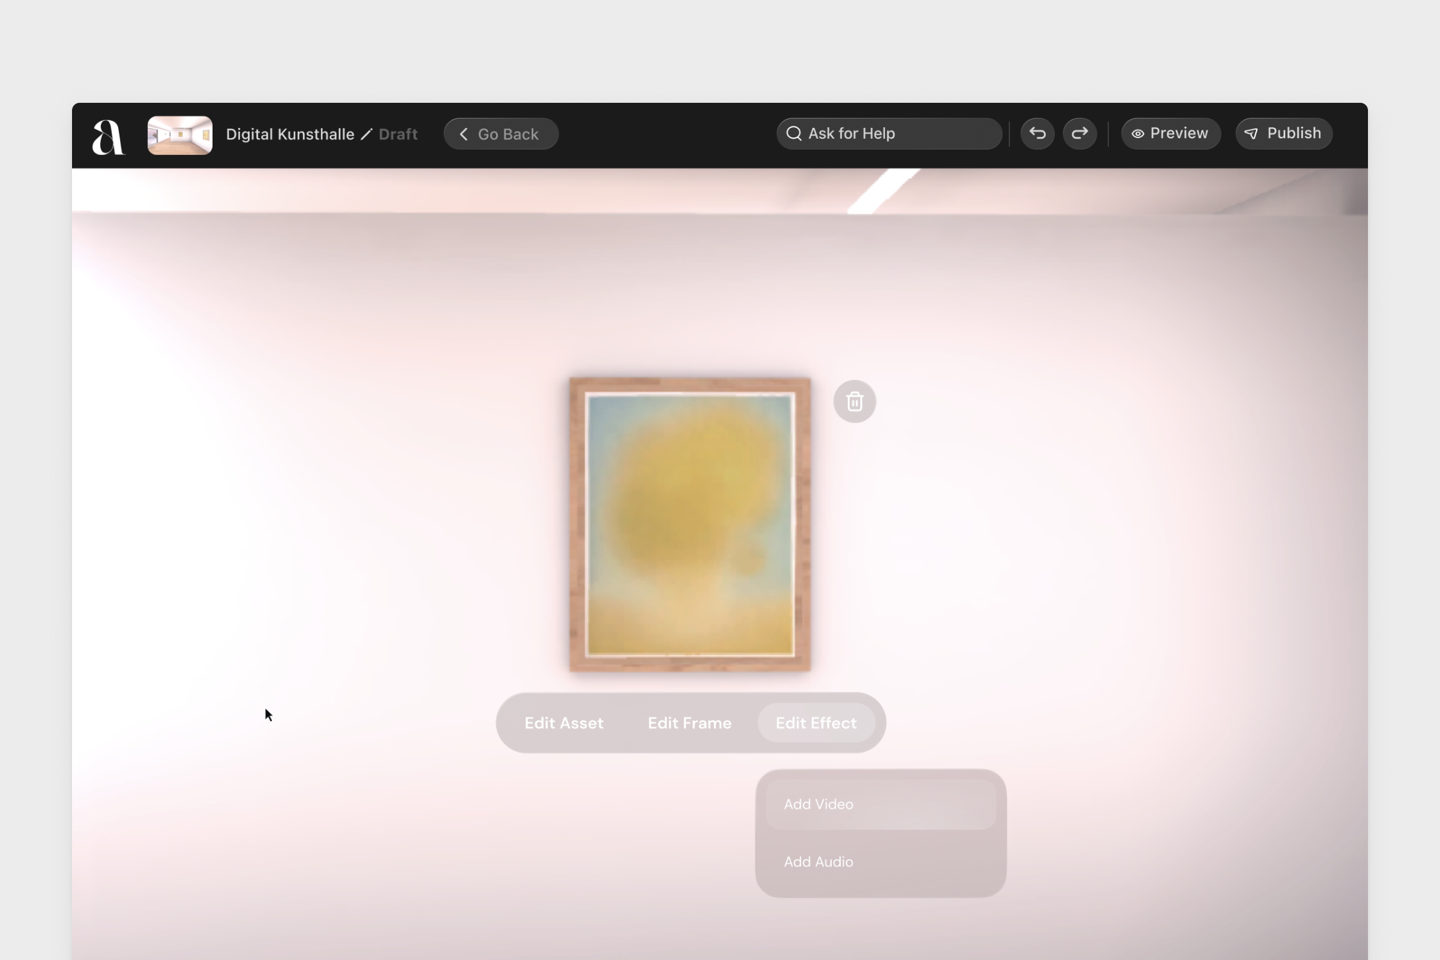 a
Digital Kunsthalle Draft
Go Back
Ask for Help
Preview
Publish
Edit Asset
Edit Frame
Edit Effect
Add Video
Add Audio